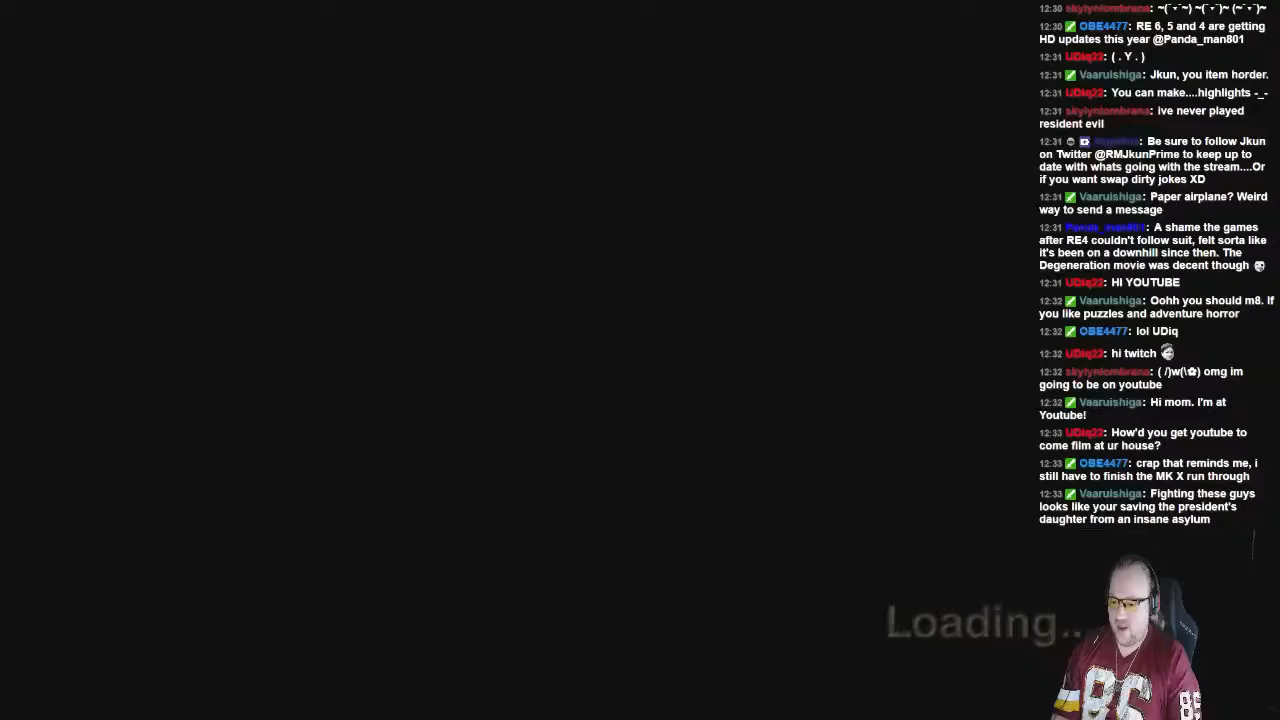 12:30 skylynlombrana: ~(˘▾˘~) ~(˘▾˘)~ (~˘▾˘)~
12:30 OBE4477: RE 6, 5 and 4 are getting
HD updates this year @Panda_man801
12:31 UDiq22: ( . Y . )
12:31 Vaaruishiga: Jkun, you item horder.
12:31 UDiq22: You can make....highlights -_-
12:31 skylynlombrana: ive never played
resident evil
12:31 : Be sure to follow Jkun
on Twitter @RMJkunPrime to keep up to
date with whats going with the stream....Or
if you want swap dirty jokes XD
12:31 Vaaruishiga: Paper airplane? Weird
way to send a message
12:31 Panda_man801: A shame the games
after RE4 couldn't follow suit, felt sorta like
it's been on a downhill since then. The
Degeneration movie was decent though
12:31 UDiq22: HI YOUTUBE
12:32 Vaaruishiga: Oohh you should m8. If
you like puzzles and adventure horror
12:32 OBE4477: lol UDiq
12:32 UDiq22: hi twitch
12:32 skylynlombrana: ( /)w(\✿) omg im
going to be on youtube
12:32 Vaaruishiga: Hi mom. I'm at
Youtube!
12:33 UDiq22: How'd you get youtube to
come film at ur house?
12:33 OBE4477: crap that reminds me, i
still have to finish the MK X run through
12:33 Vaaruishiga: Fighting these guys
looks like your saving the president's
daughter from an insane asylum
Loading..
85